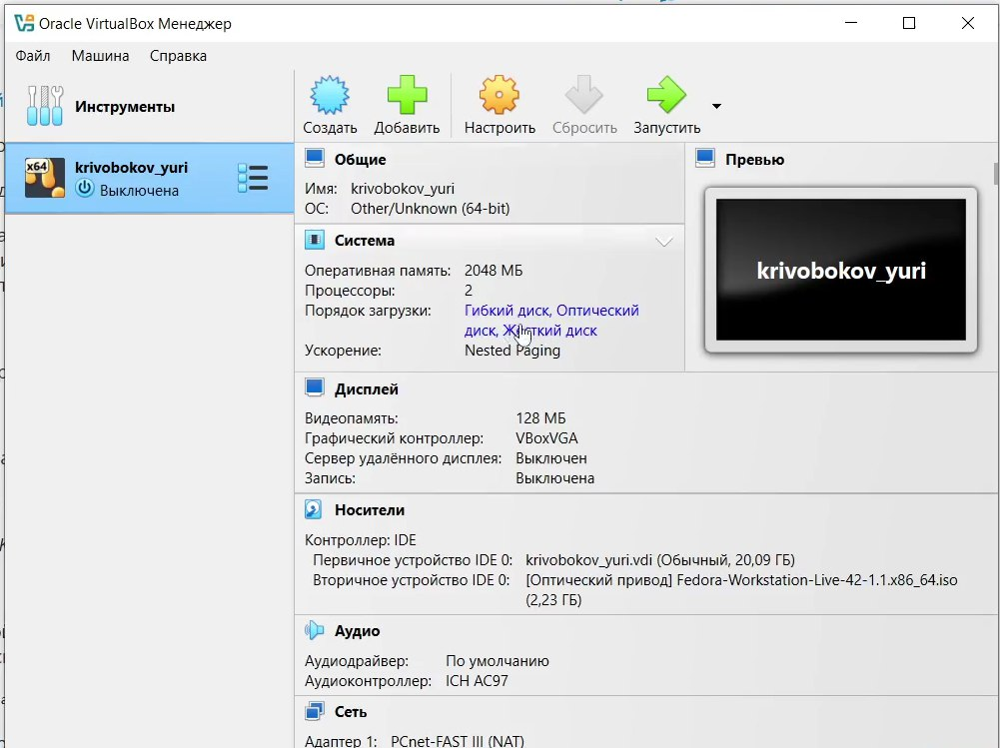 Oracle VirtualBox Менеджер
Файл Машина Справка
Инструменты
Создать Добавить Настроить Сбросить Запустить
x64
krivobokov_yuri
Выключена
Общие
Имя: krivobokov_yuri
ОС: Other/Unknown (64-bit)
Превью
krivobokov_yuri
Система
Оперативная память: 2048 МБ
Процессоры: 2
Порядок загрузки: Гибкий диск, Оптический
диск, Жёсткий диск
Ускорение: Nested Paging
Дисплей
Видеопамять: 128 МБ
Графический контроллер: VBoxVGA
Сервер удалённого дисплея: Выключен
Запись: Выключена
Носители
Контроллер: IDE
Первичное устройство IDE 0: krivobokov_yuri.vdi (Обычный, 20,09 ГБ)
Вторичное устройство IDE 0: [Оптический привод] Fedora-Workstation-Live-42-1.1.x86_64.iso
(2,23 ГБ)
Аудио
Аудиодрайвер: По умолчанию
Аудиоконтроллер: ICH AC97
Сеть
Адаптер 1: PCnet-FAST III (NAT)